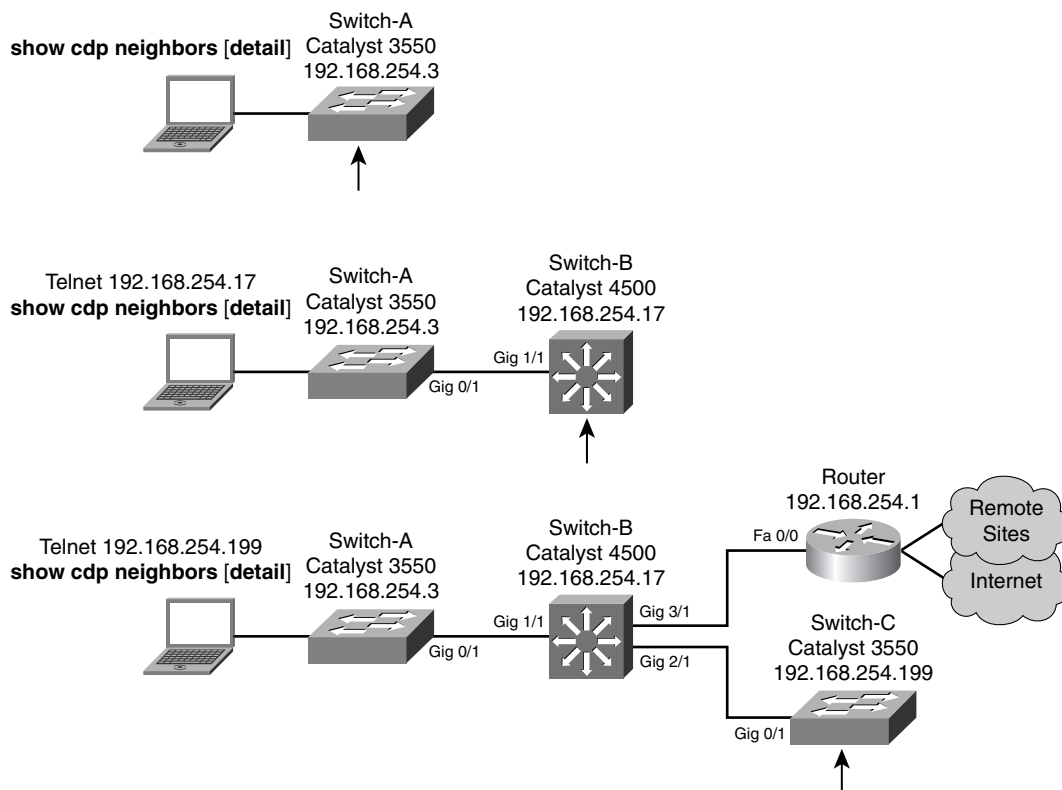 Switch-A
Catalyst 3550
192.168.254.3
show cdp neighbors [detail]
Telnet 192.168.254.17
show cdp neighbors [detail]
Switch-A
Catalyst 3550
192.168.254.3
Gig 0/1
Gig 1/1
Switch-B
Catalyst 4500
192.168.254.17
Telnet 192.168.254.199
show cdp neighbors [detail]
Switch-A
Catalyst 3550
192.168.254.3
Gig 0/1
Gig 1/1
Switch-B
Catalyst 4500
192.168.254.17
Gig 3/1
Gig 2/1
Fa 0/0
Router
192.168.254.1
Remote
Sites
Internet
Switch-C
Catalyst 3550
192.168.254.199
Gig 0/1